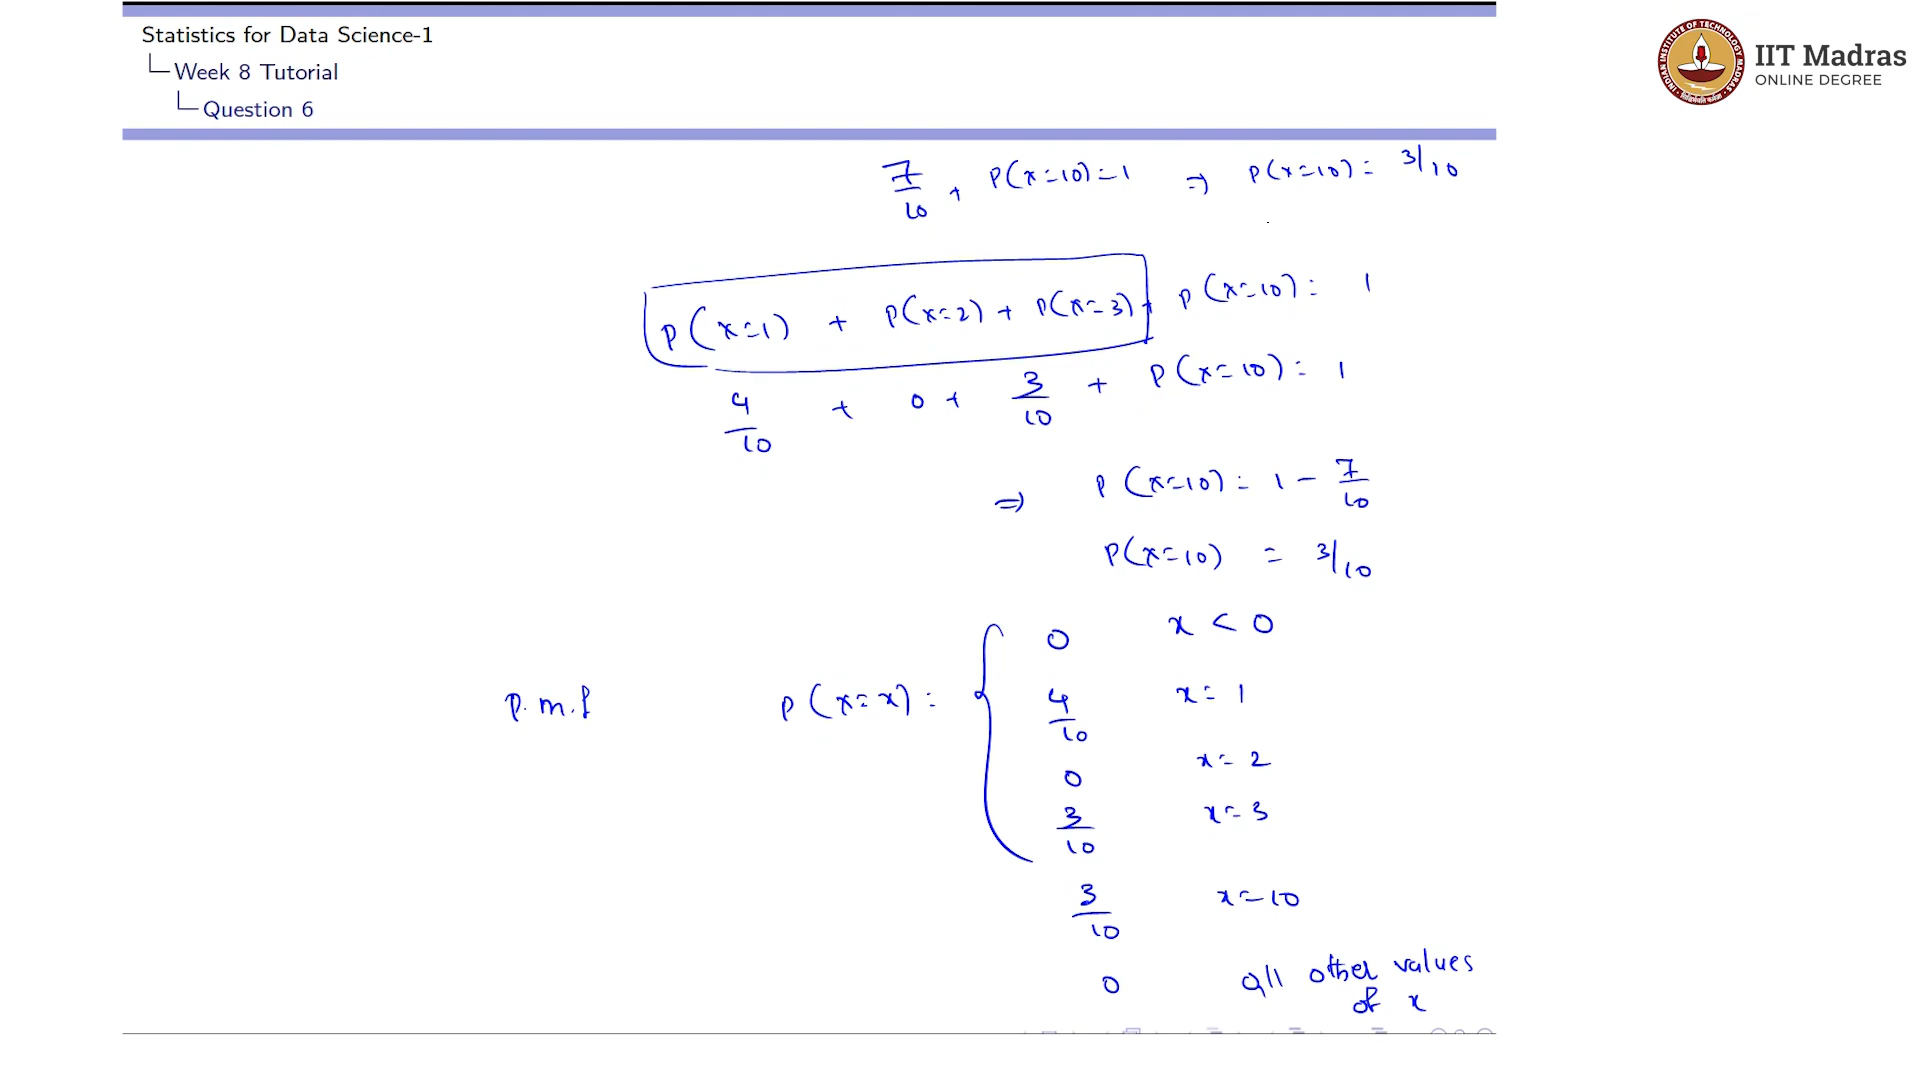 Statistics for Data Science-1
Week 8 Tutorial
Question 6
IIT Madras
ONLINE DEGREE
7/10 + P(X=10) = 1 ⇒ P(X=10) = 3/10
P(X=1) + P(X=2) + P(X=3) + P(X=10) = 1
4/10 + 0 + 3/10 + P(X=10) = 1
⇒ P(X=10) = 1 - 7/10
P(X=10) = 3/10
p.m.f P(X=x) = {
0 x < 0
4/10 x = 1
0 x = 2
3/10 x = 3
3/10 x = 10
0 all other values
of x